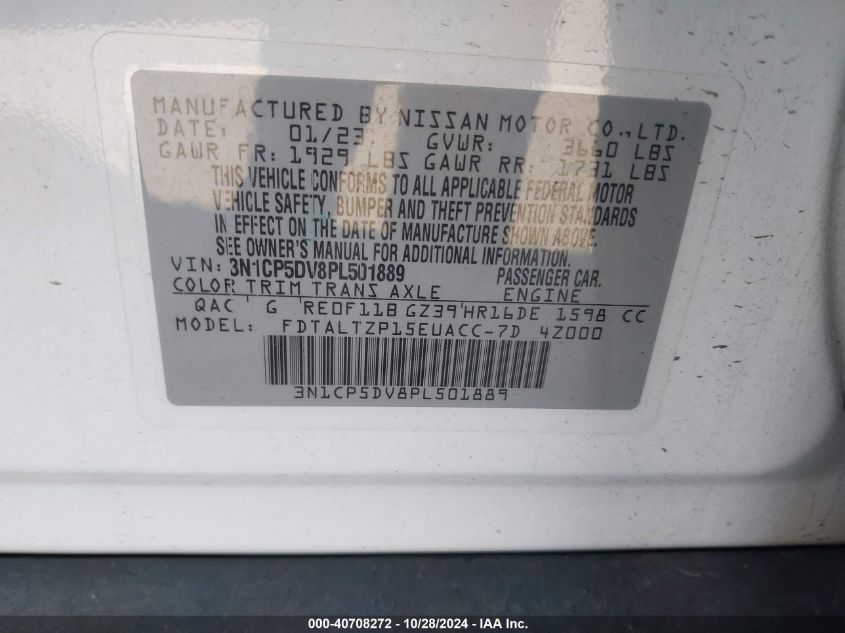 MANUFACTURED BY NISSAN MOTOR CO., LTD.
DATE: 01/23 GVWR: 3660 LBS
GAWR FR: 1929 LBS GAWR RR: 1731 LBS
THIS VEHICLE CONFORMS TO ALL APPLICABLE FEDERAL MOTOR
VEHICLE SAFETY, BUMPER AND THEFT PREVENTION STANDARDS
IN EFFECT ON THE DATE OF MANUFACTURE SHOWN ABOVE.
SEE OWNER'S MANUAL FOR ADDITIONAL INFORMATION.
VIN: 3N1CP5DV8PL501889 PASSENGER CAR.
COLOR TRIM TRANS AXLE ENGINE
QAC G RE0F11B GZ39 HR16DE 1598 CC
MODEL: FDTALTZP15EUACC-7D 4Z000
3N1CP5DV8PL501889
000-40708272 - 10/28/2024 - IAA Inc.